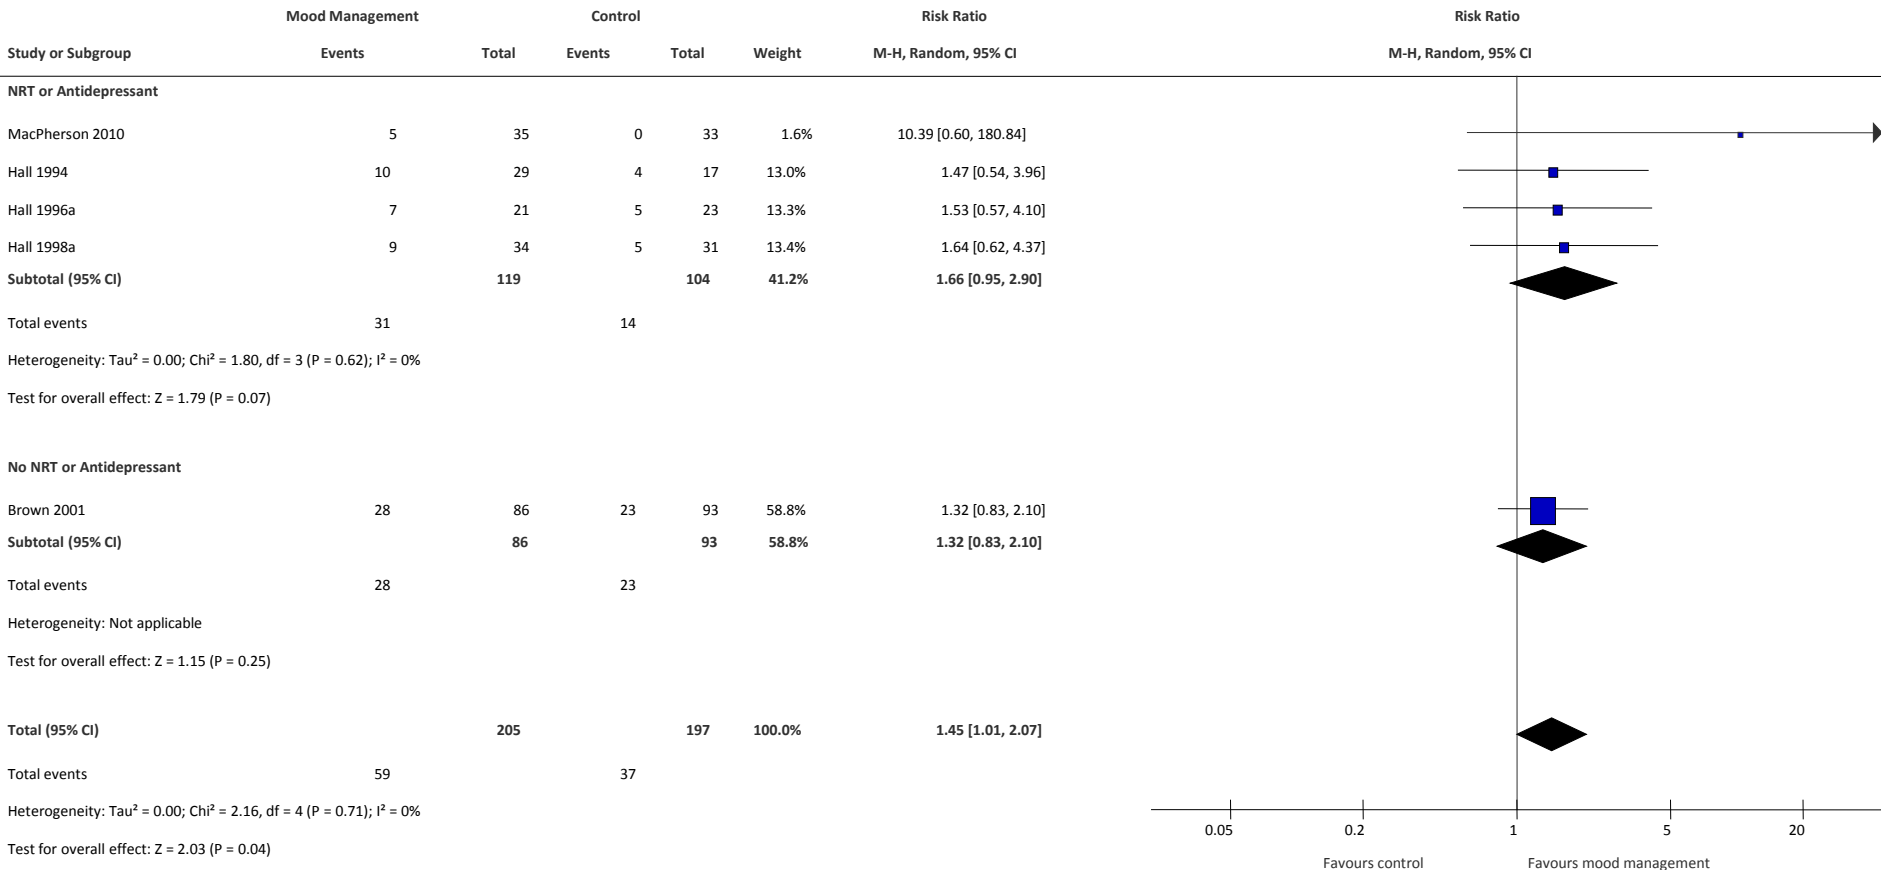 Mood Management Control Risk Ratio Risk Ratio
Study or Subgroup Events Total Events Total Weight M-H, Random, 95% CI M-H, Random, 95% CI
NRT or Antidepressant
MacPherson 2010 5 35 0 33 1.6% 10.39 [0.60, 180.84]
Hall 1994 10 29 4 17 13.0% 1.47 [0.54, 3.96]
Hall 1996a 7 21 5 23 13.3% 1.53 [0.57, 4.10]
Hall 1998a 9 34 5 31 13.4% 1.64 [0.62, 4.37]
Subtotal (95% CI) 119 104 41.2% 1.66 [0.95, 2.90]
Total events 31 14
Heterogeneity: Tau² = 0.00; Chi² = 1.80, df = 3 (P = 0.62); I² = 0%
Test for overall effect: Z = 1.79 (P = 0.07)
No NRT or Antidepressant
Brown 2001 28 86 23 93 58.8% 1.32 [0.83, 2.10]
Subtotal (95% CI) 86 93 58.8% 1.32 [0.83, 2.10]
Total events 28 23
Heterogeneity: Not applicable
Test for overall effect: Z = 1.15 (P = 0.25)
Total (95% CI) 205 197 100.0% 1.45 [1.01, 2.07]
Total events 59 37
Heterogeneity: Tau² = 0.00; Chi² = 2.16, df = 4 (P = 0.71); I² = 0%
0.05 0.2 1 5 20
Test for overall effect: Z = 2.03 (P = 0.04)
Favours control Favours mood management